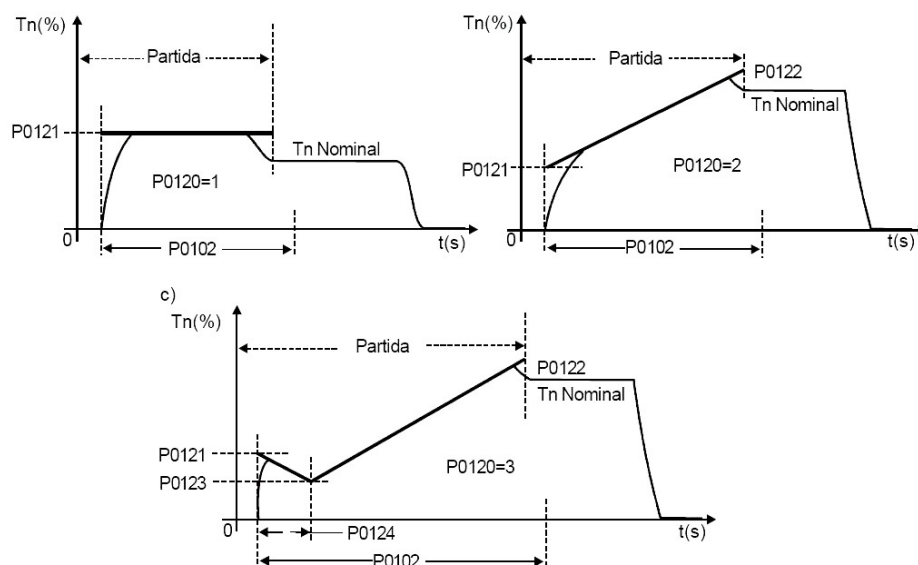 Tn(%)
Partida
P0121
Tn Nominal
P0120=1
0
t(s)
P0102
Tn(%)
Partida
P0122
Tn Nominal
P0121
P0120=2
0
t(s)
P0102
c)
Tn(%)
Partida
P0122
Tn Nominal
P0121
P0123
P0120=3
0
P0124
t(s)
P0102